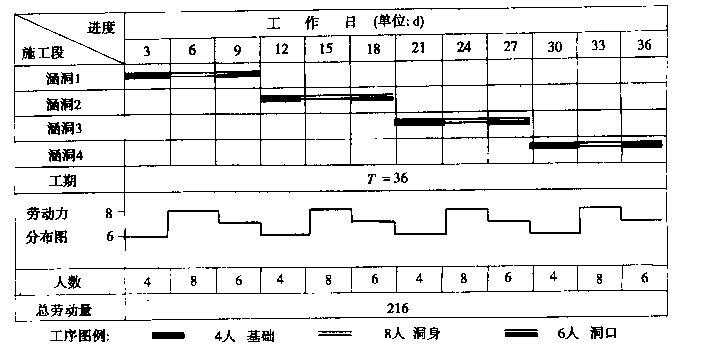 进度
工 作 日 (单位: d)
施工段
3 6 9 12 15 18 21 24 27 30 33 36
涵洞1
涵洞2
涵洞3
涵洞4
工期 T = 36
劳动力 8
分布图 6
人数 4 8 6 4 8 6 4 8 6 4 8 6
总劳动量 216
工序图例: 4人 基础 8人 洞身 6人 洞口